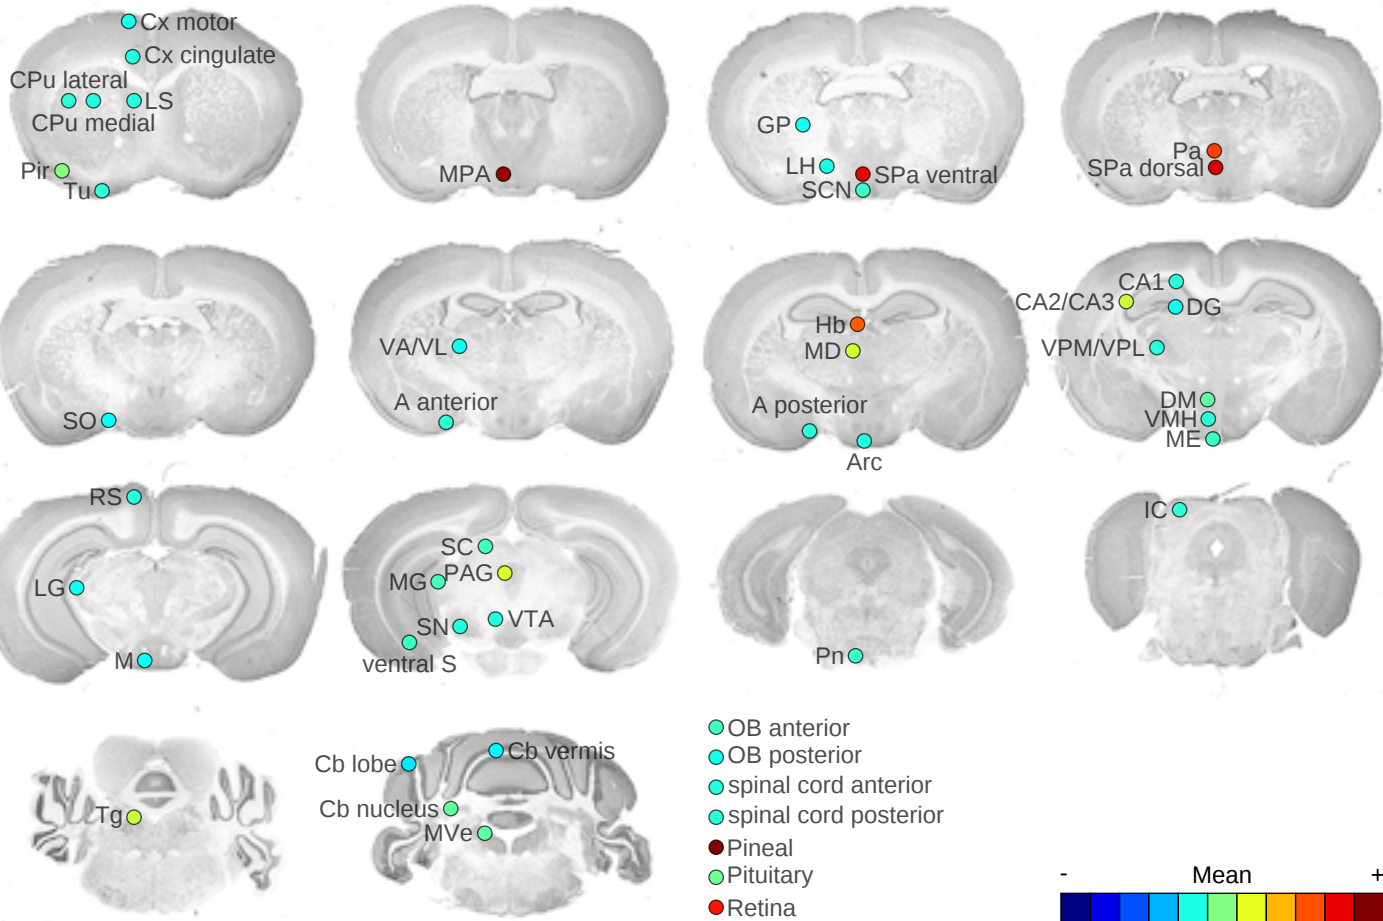 Cx motor
Cx cingulate
CPu lateral
LS
CPu medial
Pir
Tu
MPA
GP
LH
SPa ventral
SCN
Pa
SPa dorsal
SO
VA/VL
A anterior
Hb
MD
A posterior
Arc
CA1
CA2/CA3
DG
VPM/VPL
DM
VMH
ME
RS
LG
M
SC
PAG
MG
VTA
SN
ventral S
Pn
IC
Tg
Cb vermis
Cb lobe
Cb nucleus
MVe
OB anterior
OB posterior
spinal cord anterior
spinal cord posterior
Pineal
Pituitary
Retina
- Mean +